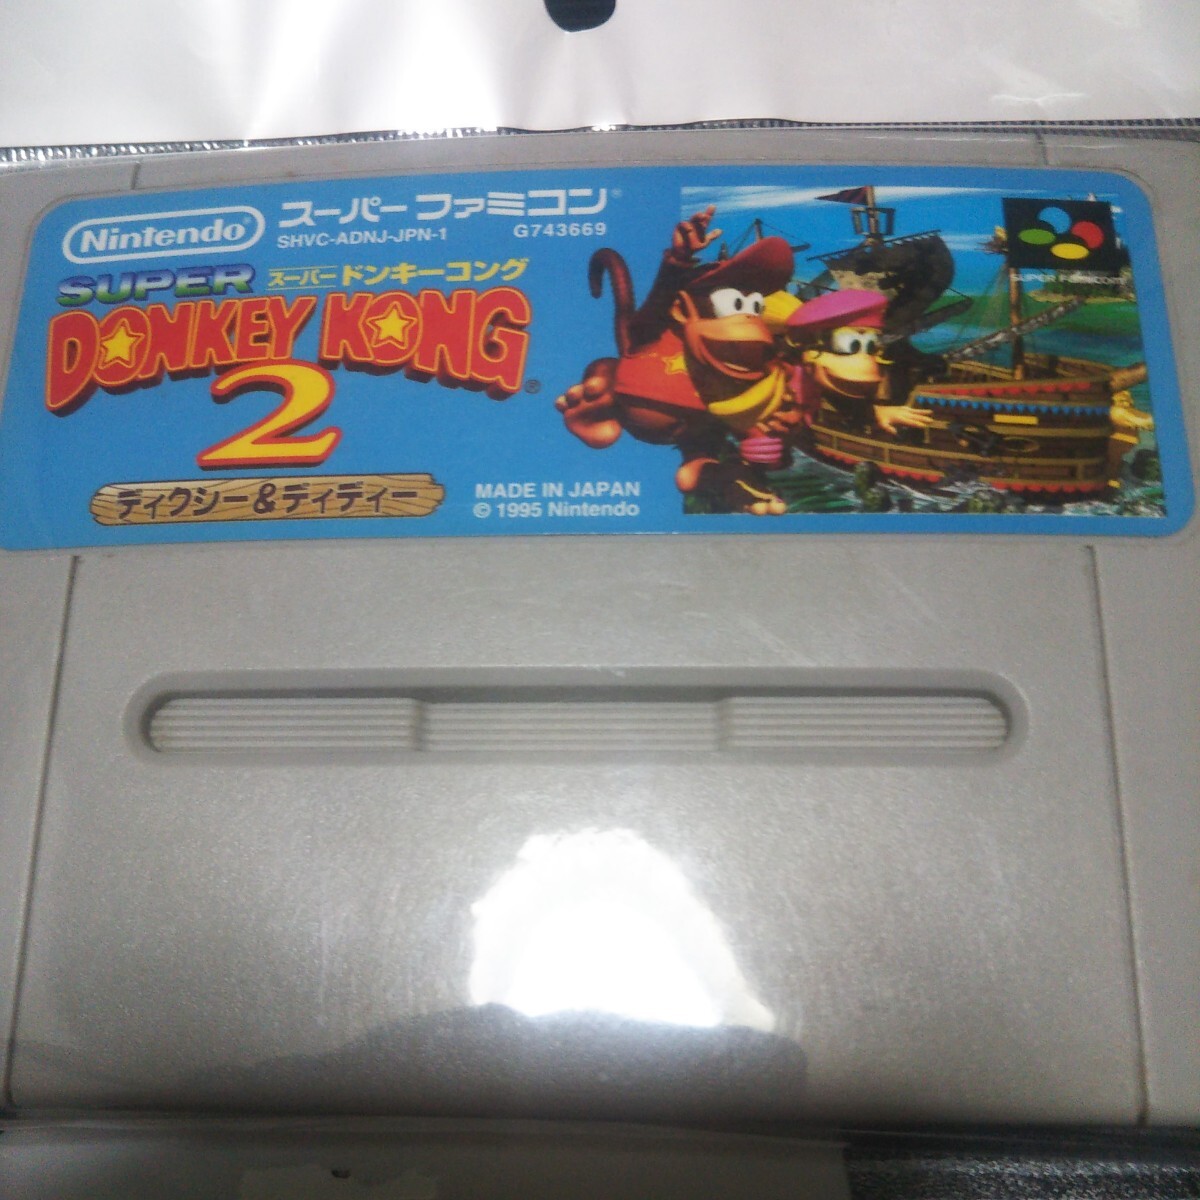 Nintendo®
スーパーファミコン®
SHVC-ADNJ-JPN-1 G743669
SUPER スーパードンキーコング
DONKEY KONG ®
2
ディクシー&ディディー
MADE IN JAPAN
© 1995 Nintendo
SUPER FAMICOM